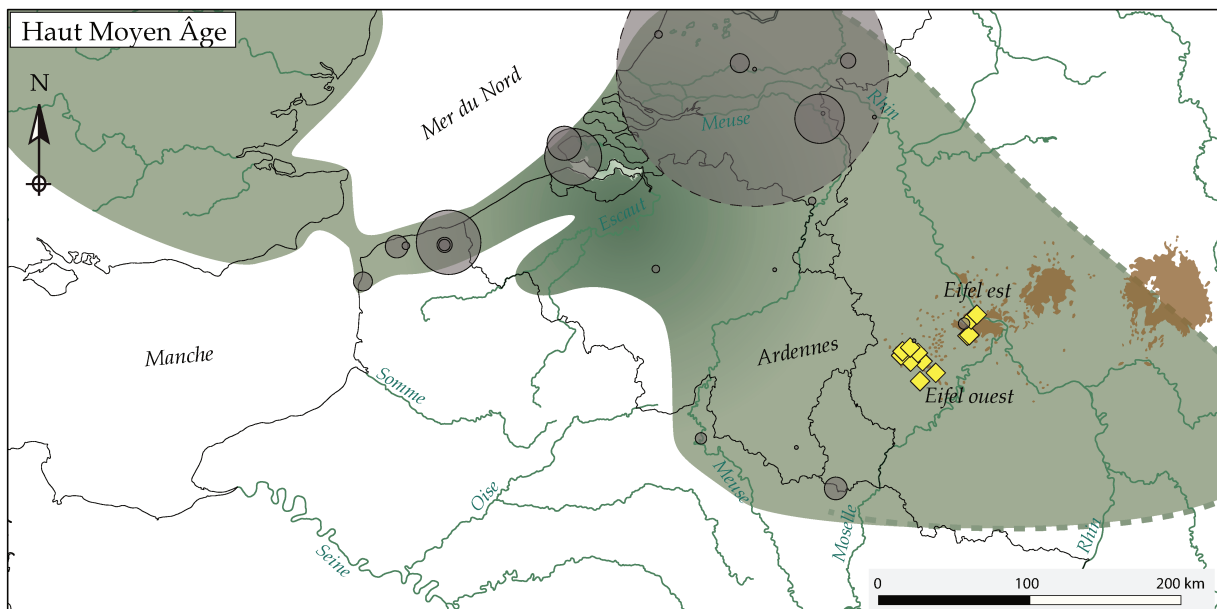 Haut Moyen Âge
N
Mer du Nord
Meuse
Rhin
Escaut
Eifel est
Manche
Ardennes
Somme
Eifel ouest
Oise
Meuse
Seine
Moselle
Rhin
0 100 200 km